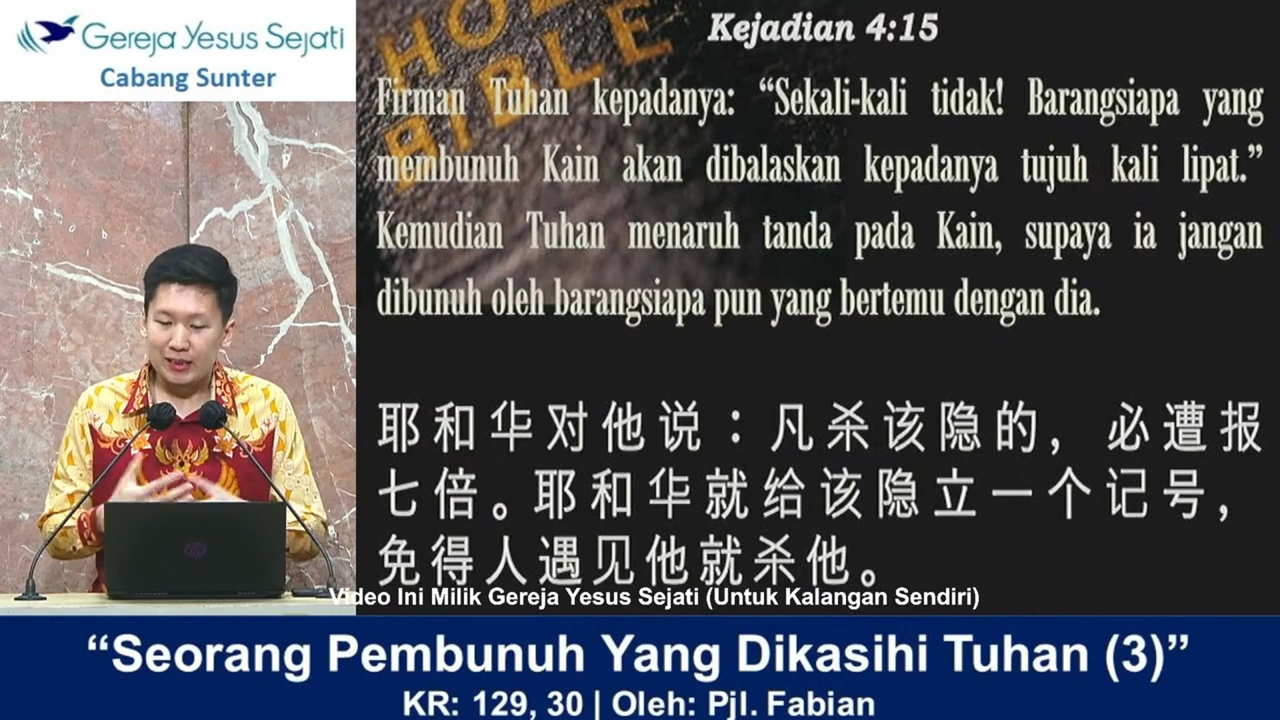 Gereja Yesus Sejati
Cabang Sunter
HOLY
BIBLE
Kejadian 4:15
Firman Tuhan kepadanya: “Sekali-kali tidak! Barangsiapa yang
membunuh Kain akan dibalaskan kepadanya tujuh kali lipat.”
Kemudian Tuhan menaruh tanda pada Kain, supaya ia jangan
dibunuh oleh barangsiapa pun yang bertemu dengan dia.
耶和华对他说：凡杀该隐的，必遭报
七倍。耶和华就给该隐立一个记号，
免得人遇见他就杀他。
hp
Video Ini Milik Gereja Yesus Sejati (Untuk Kalangan Sendiri)
“Seorang Pembunuh Yang Dikasihi Tuhan (3)”
KR: 129, 30 | Oleh: Pjl. Fabian